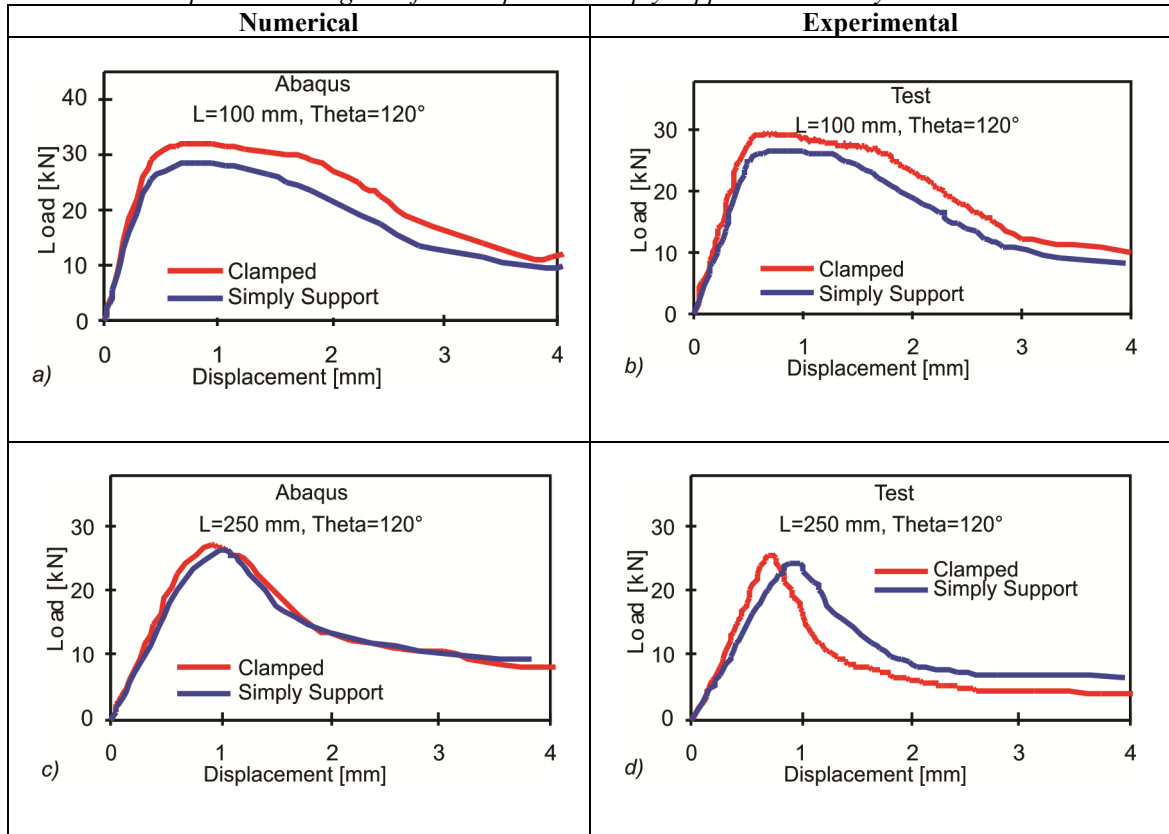 Numerical
Experimental
Abaqus
L=100 mm, Theta=120°
40
30
20
10
0
Load [kN]
Clamped
Simply Support
0 1 2 3 4
Displacement [mm]
a)
Test
L=100 mm, Theta=120°
30
20
10
0
Load [kN]
Clamped
Simply Support
0 1 2 3 4
Displacement [mm]
b)
Abaqus
L=250 mm, Theta=120°
30
20
10
0
Load [kN]
Clamped
Simply Support
0 1 2 3 4
Displacement [mm]
c)
Test
L=250 mm, Theta=120°
30
20
10
0
Load [kN]
Clamped
Simply Support
0 1 2 3 4
Displacement [mm]
d)